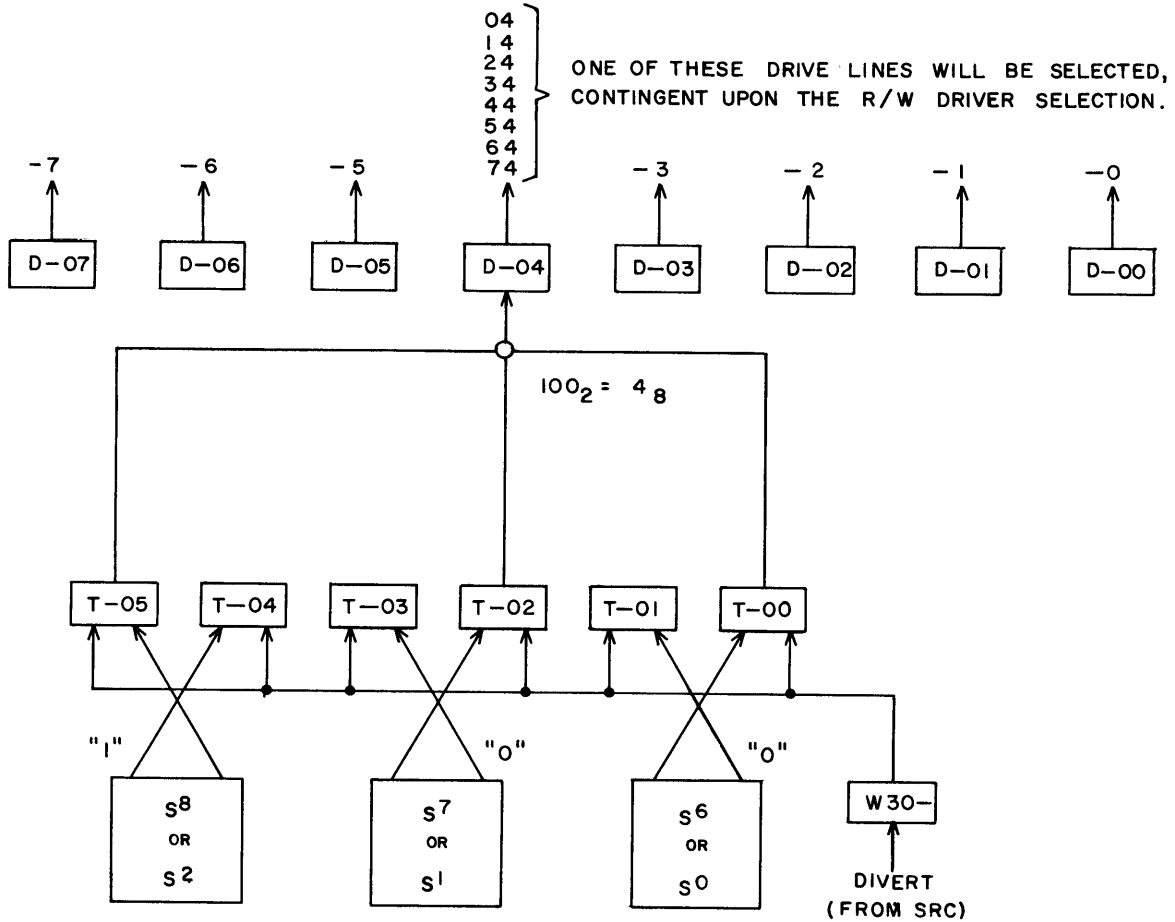 04
14
24
34
44
54
64
74
ONE OF THESE DRIVE LINES WILL BE SELECTED,
CONTINGENT UPON THE R/W DRIVER SELECTION.
-7
-6
-5
-3
-2
-1
-0
D-07
D-06
D-05
D-04
D-03
D-02
D-01
D-00
100₂ = 4₈
T-05
T-04
T-03
T-02
T-01
T-00
"1"
"0"
"0"
S⁸
OR
S²
S⁷
OR
S¹
S⁶
OR
S⁰
W30-
DIVERT
(FROM SRC)